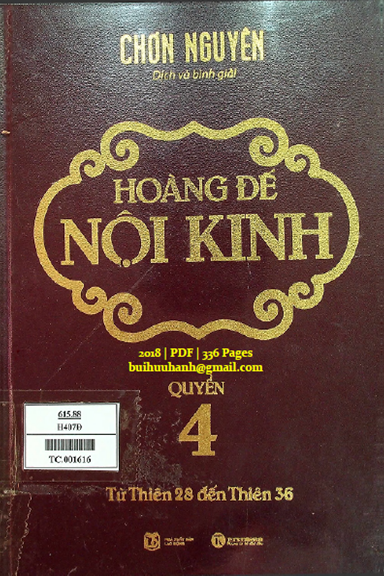 CHƠN NGUYÊN
Dịch và bình giải
HOÀNG ĐẾ
NỘI KINH
2018 | PDF | 336 Pages
buihuuhanh@gmail.com
QUYỂN
4
615.88
H407Đ
TC.001616
Từ Thiên 28 đến Thiên 36